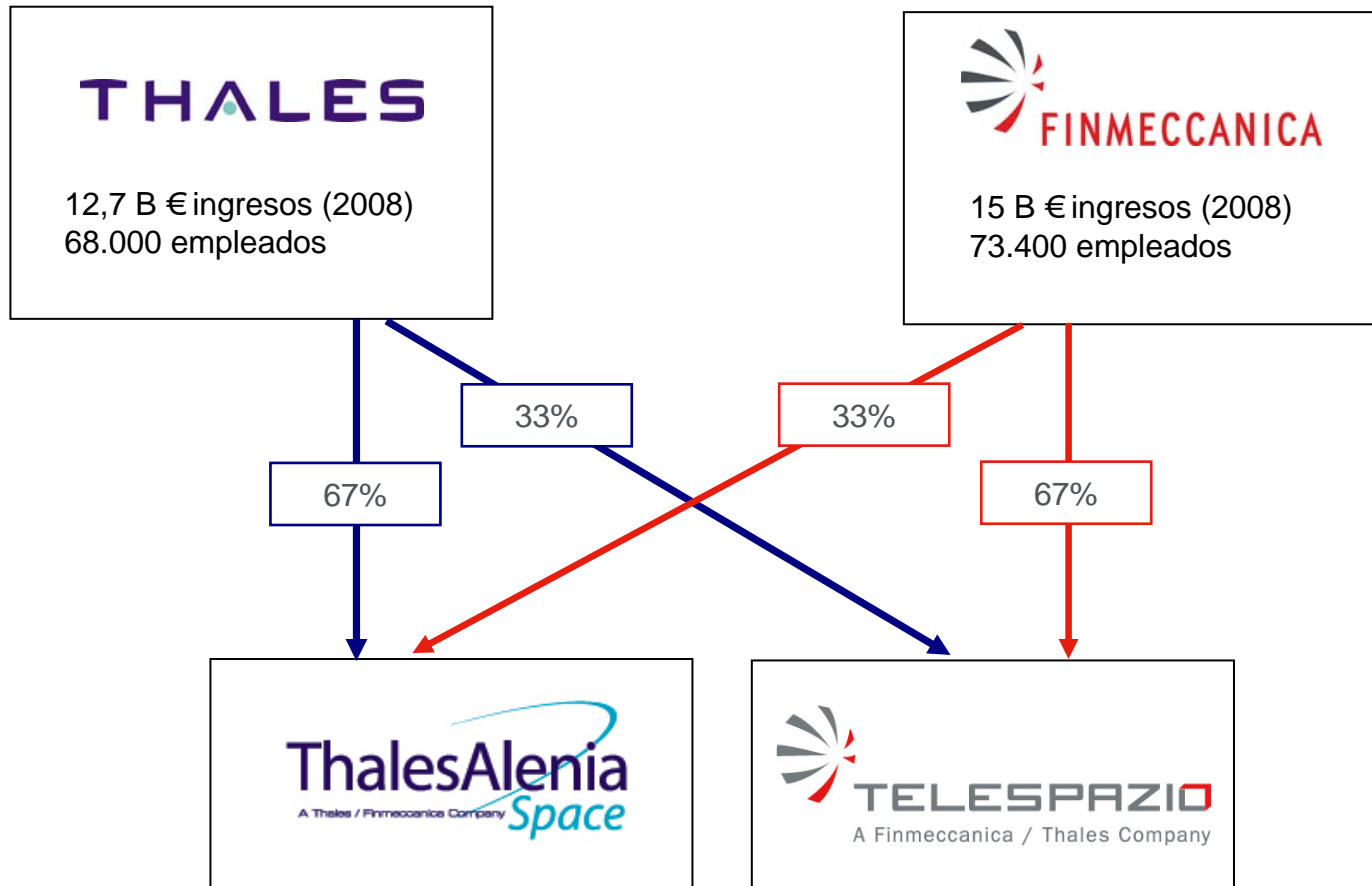 THALES
12,7 B € ingresos (2008)
68.000 empleados
FINMECCANICA
15 B € ingresos (2008)
73.400 empleados
33%
33%
67%
67%
ThalesAlenia
A Thales / Finmeccanica Company Space
TELESPAZIO
A Finmeccanica / Thales Company